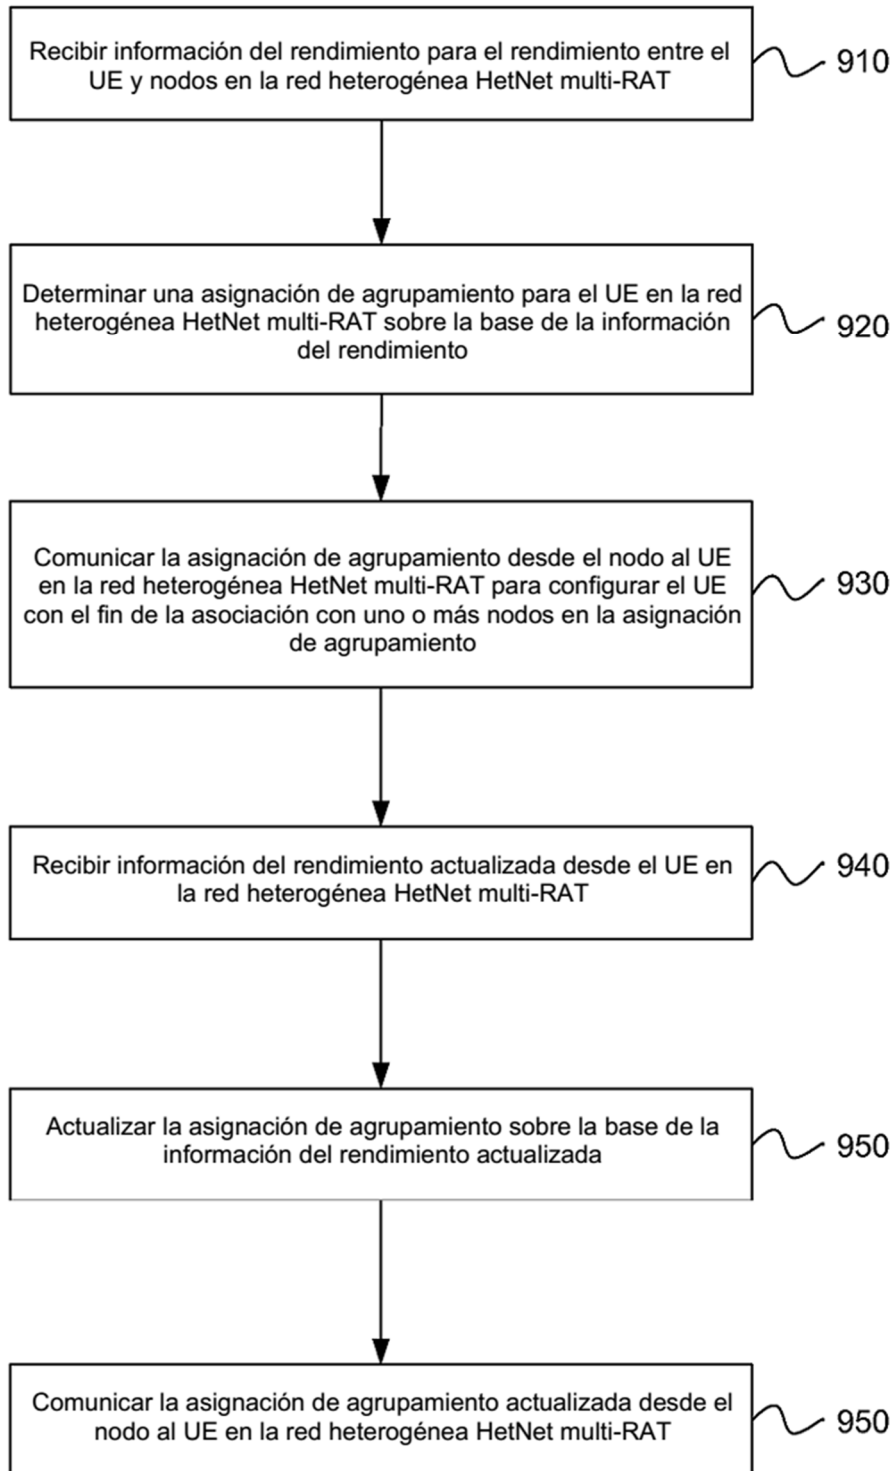 Recibir información del rendimiento para el rendimiento entre el
UE y nodos en la red heterogénea HetNet multi-RAT
910
Determinar una asignación de agrupamiento para el UE en la red
heterogénea HetNet multi-RAT sobre la base de la información
del rendimiento
920
Comunicar la asignación de agrupamiento desde el nodo al UE
en la red heterogénea HetNet multi-RAT para configurar el UE
con el fin de la asociación con uno o más nodos en la asignación
de agrupamiento
930
Recibir información del rendimiento actualizada desde el UE en
la red heterogénea HetNet multi-RAT
940
Actualizar la asignación de agrupamiento sobre la base de la
información del rendimiento actualizada
950
Comunicar la asignación de agrupamiento actualizada desde el
nodo al UE en la red heterogénea HetNet multi-RAT
950